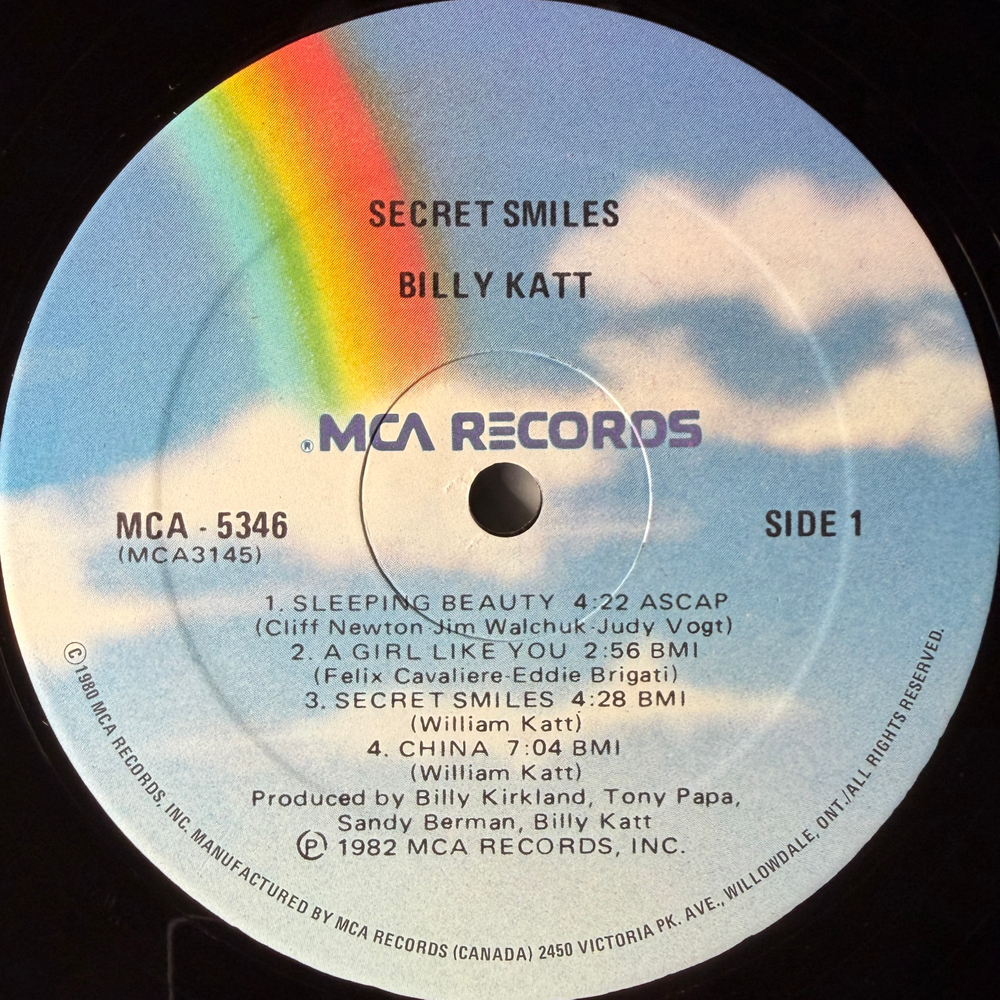 SECRET SMILES
BILLY KATT
® MCA RECORDS
MCA - 5346
(MCA3145)
SIDE 1
1. SLEEPING BEAUTY 4:22 ASCAP
(Cliff Newton-Jim Walchuk-Judy Vogt)
2. A GIRL LIKE YOU 2:56 BMI
(Felix Cavaliere-Eddie Brigati)
3. SECRET SMILES 4:28 BMI
(William Katt)
4. CHINA 7:04 BMI
(William Katt)
Produced by Billy Kirkland, Tony Papa,
Sandy Berman, Billy Katt
Ⓟ 1982 MCA RECORDS, INC.
©1980 MCA RECORDS, INC. MANUFACTURED BY MCA RECORDS (CANADA) 2450 VICTORIA PK. AVE., WILLOWDALE, ONT./ALL RIGHTS RESERVED.